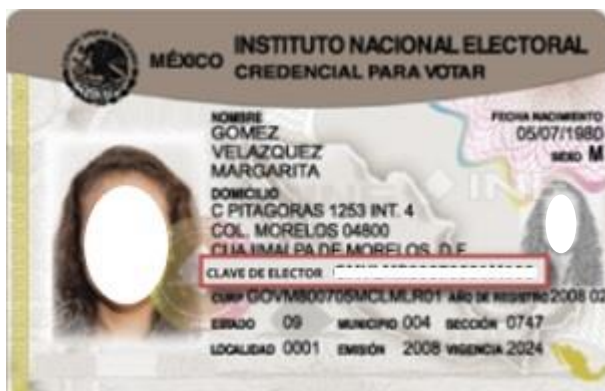 MÉXICO
INSTITUTO NACIONAL ELECTORAL
CREDENCIAL PARA VOTAR
NOMBRE
GOMEZ
VELAZQUEZ
MARGARITA
FECHA NACIMIENTO
05/07/1980
SEXO M
DOMICILIO
C PITAGORAS 1253 INT. 4
COL. MORELOS 04800
CUAJIMALPA DE MORELOS, D.F.
CLAVE DE ELECTOR
CURP GOVM800705MCLMLR01 AÑO DE REGISTRO 2008 02
ESTADO 09 MUNICIPIO 004 SECCIÓN 0747
LOCALIDAD 0001 EMISIÓN 2008 VIGENCIA 2024